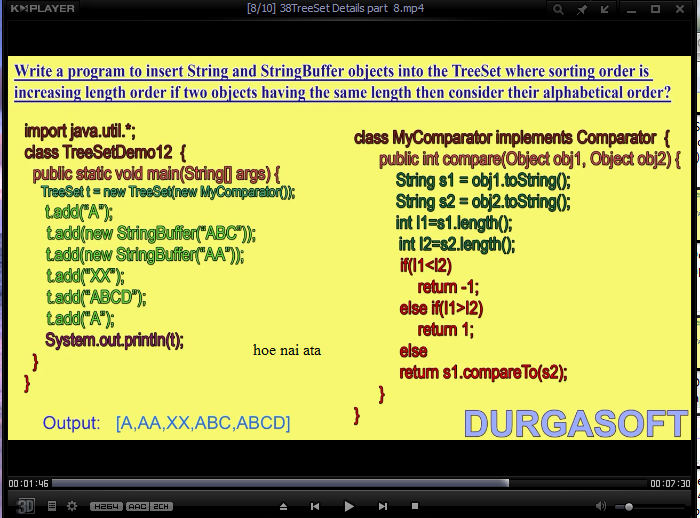 KMPLAYER
[8/10] 38TreeSet Details part 8.mp4
Write a program to insert String and StringBuffer objects into the TreeSet where sorting order is
increasing length order if two objects having the same length then consider their alphabetical order?
import java.util.*;
class TreeSetDemo12 {
public static void main(String[] args) {
TreeSet t = new TreeSet(new MyComparator());
t.add("A");
t.add(new StringBuffer("ABC"));
t.add(new StringBuffer("AA"));
t.add("XX");
t.add("ABCD");
t.add("A");
System.out.println(t);
}
}
hoe nai ata
Output: [A,AA,XX,ABC,ABCD]
class MyComparator implements Comparator {
public int compare(Object obj1, Object obj2) {
String s1 = obj1.toString();
String s2 = obj2.toString();
int l1=s1.length();
int l2=s2.length();
if(l1<l2)
return -1;
else if(l1>l2)
return 1;
else
return s1.compareTo(s2);
}
}
DURGASOFT
00:01:46
00:07:30
3D
H264 AAC 2CH